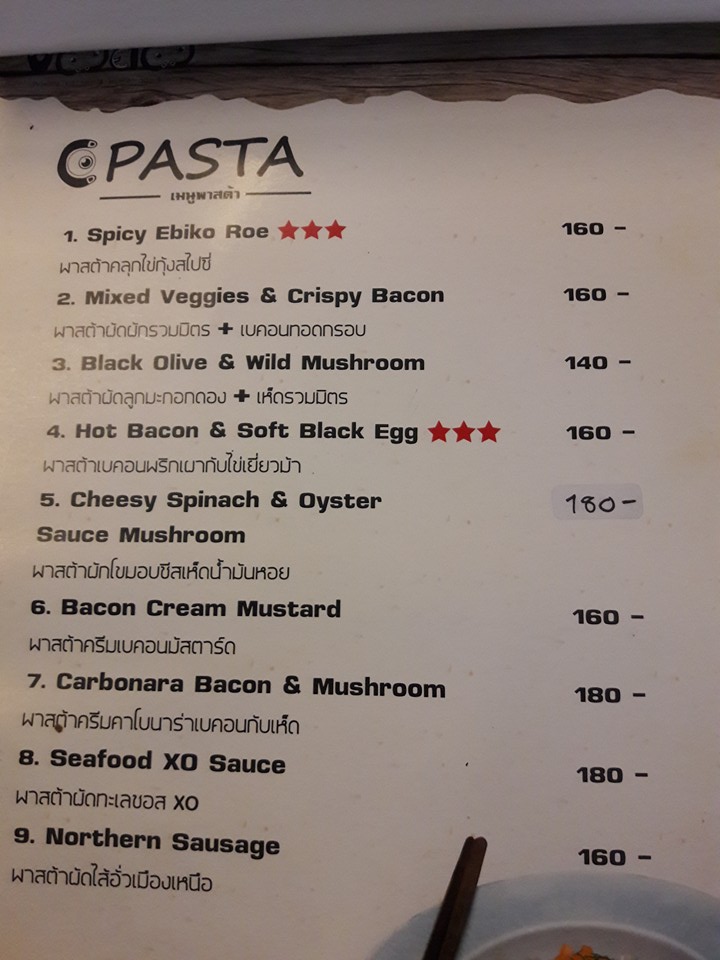 PASTA
เมนูพาสต้า
1. Spicy Ebiko Roe 160 -
พาสต้าคลุกไข่กุ้งสไปซี่
2. Mixed Veggies & Crispy Bacon 160 -
พาสต้าผัดผักรวมมิตร + เบคอนทอดกรอบ
3. Black Olive & Wild Mushroom 140 -
พาสต้าผัดลูกมะกอกดอง + เห็ดรวมมิตร
4. Hot Bacon & Soft Black Egg 160 -
พาสต้าเบคอนพริกเผากับไข่เยี่ยวม้า
5. Cheesy Spinach & Oyster 180 -
Sauce Mushroom
พาสต้าผักโขมอบชีสเห็ดน้ำมันหอย
6. Bacon Cream Mustard 160 -
พาสต้าครีมเบคอนมัสตาร์ด
7. Carbonara Bacon & Mushroom 180 -
พาสต้าครีมคาโบนาร่าเบคอนกับเห็ด
8. Seafood XO Sauce 180 -
พาสต้าผัดทะเลซอส XO
9. Northern Sausage 160 -
พาสต้าผัดไส้อั่วเมืองเหนือ